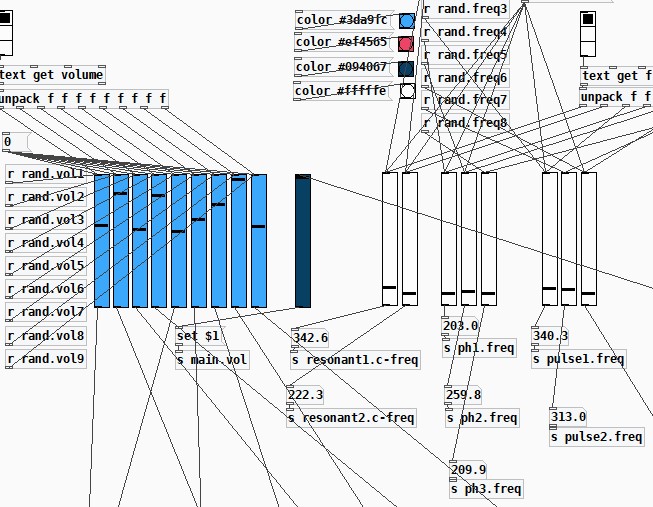 color #3da9fc
color #ef4565
color #094067
color #fffffe
r rand.freq3
r rand.freq4
r rand.freq5
r rand.freq6
r rand.freq7
r rand.freq8
text get volume
unpack f f f f f f f f f
text get f
unpack f f
0
r rand.vol1
r rand.vol2
r rand.vol3
r rand.vol4
r rand.vol5
r rand.vol6
r rand.vol7
r rand.vol8
r rand.vol9
set $1
s main.vol
342.6
s resonant1.c-freq
222.3
s resonant2.c-freq
203.0
s ph1.freq
259.8
s ph2.freq
209.9
s ph3.freq
340.3
s pulse1.freq
313.0
s pulse2.freq